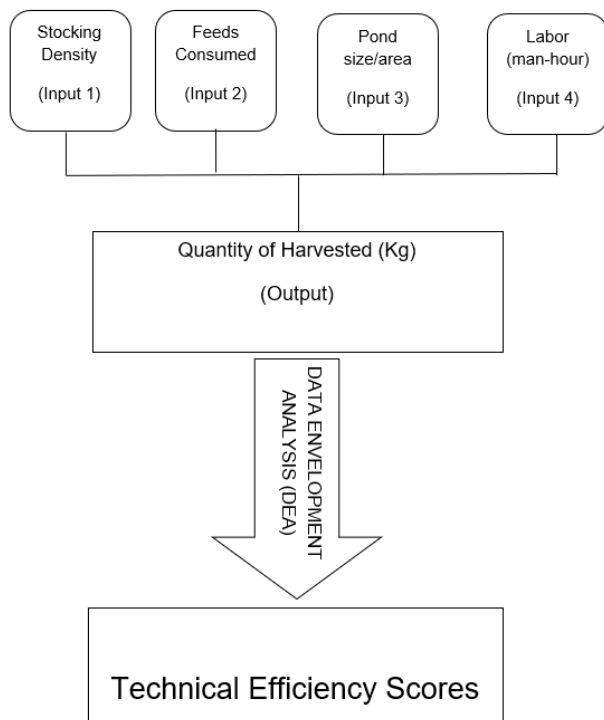 Stocking
Density
(Input 1)
Feeds
Consumed
(Input 2)
Pond
size/area
(Input 3)
Labor
(man-hour)
(Input 4)
Quantity of Harvested (Kg)
(Output)
DATA ENVELOPMENT
ANALYSIS (DEA)
Technical Efficiency Scores